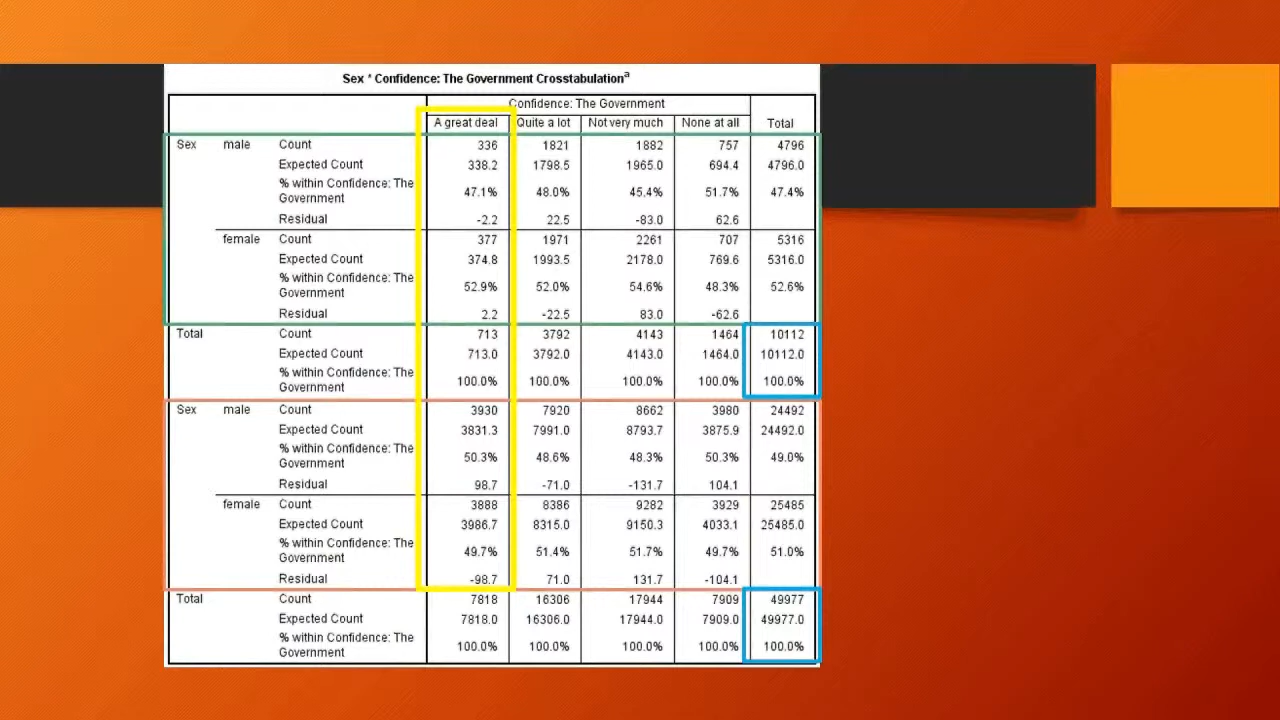 Sex * Confidence: The Government Crosstabulationa
Confidence: The Government
A great deal Quite a lot Not very much None at all Total
Sex male Count 336 1821 1882 757 4796
Expected Count 338.2 1798.5 1965.0 694.4 4796.0
% within Confidence: The
Government 47.1% 48.0% 45.4% 51.7% 47.4%
Residual -2.2 22.5 -83.0 62.6
female Count 377 1971 2261 707 5316
Expected Count 374.8 1993.5 2178.0 769.6 5316.0
% within Confidence: The
Government 52.9% 52.0% 54.6% 48.3% 52.6%
Residual 2.2 -22.5 83.0 -62.6
Total Count 713 3792 4143 1464 10112
Expected Count 713.0 3792.0 4143.0 1464.0 10112.0
% within Confidence: The
Government 100.0% 100.0% 100.0% 100.0% 100.0%
Sex male Count 3930 7920 8662 3980 24492
Expected Count 3831.3 7991.0 8793.7 3875.9 24492.0
% within Confidence: The
Government 50.3% 48.6% 48.3% 50.3% 49.0%
Residual 98.7 -71.0 -131.7 104.1
female Count 3888 8386 9282 3929 25485
Expected Count 3986.7 8315.0 9150.3 4033.1 25485.0
% within Confidence: The
Government 49.7% 51.4% 51.7% 49.7% 51.0%
Residual -98.7 71.0 131.7 -104.1
Total Count 7818 16306 17944 7909 49977
Expected Count 7818.0 16306.0 17944.0 7909.0 49977.0
% within Confidence: The
Government 100.0% 100.0% 100.0% 100.0% 100.0%